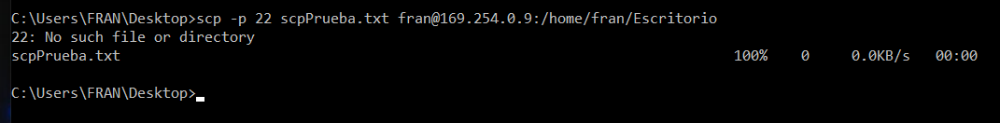 C:\Users\FRAN\Desktop>scp -p 22 scpPrueba.txt fran@169.254.0.9:/home/fran/Escritorio
22: No such file or directory
scpPrueba.txt 100% 0 0.0KB/s 00:00
C:\Users\FRAN\Desktop>